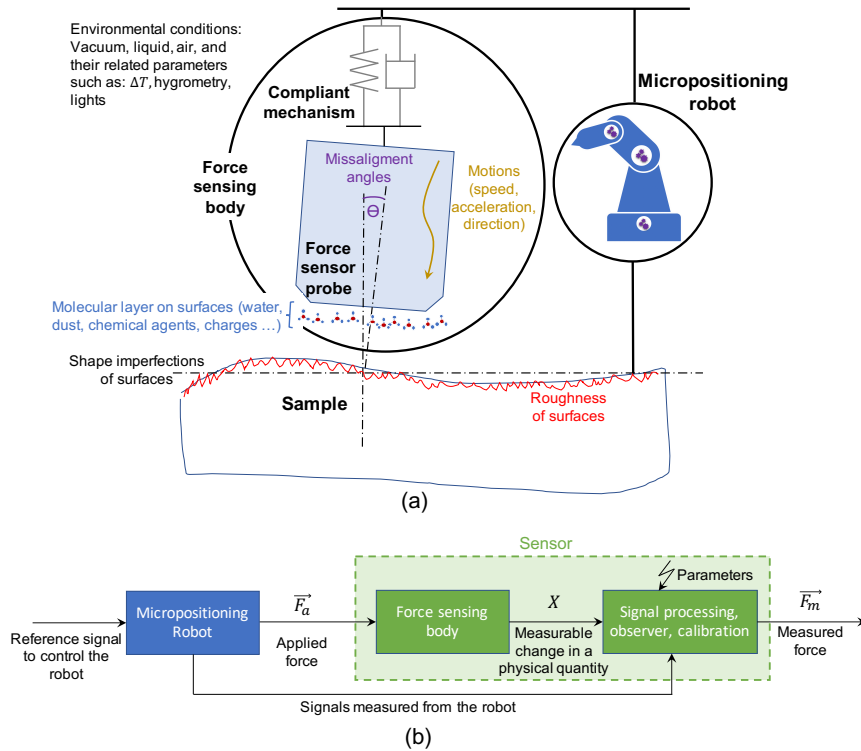 Environmental conditions:
Vacuum, liquid, air, and
their related parameters
such as: ΔT, hygrometry,
lights
Compliant
mechanism
Micropositioning
robot
Force
sensing
body
Missaligment
angles
Θ
Motions
(speed,
acceleration,
direction)
Force
sensor
probe
Molecular layer on surfaces (water,
dust, chemical agents, charges ...)
Shape imperfections
of surfaces
Sample
Roughness
of surfaces
(a)
Sensor
Parameters
Micropositioning
Robot
Force sensing
body
Signal processing,
observer, calibration
Reference signal
to control the
robot
F⃗a
Applied
force
X
Measurable
change in a
physical quantity
F⃗m
Measured
force
Signals measured from the robot
(b)